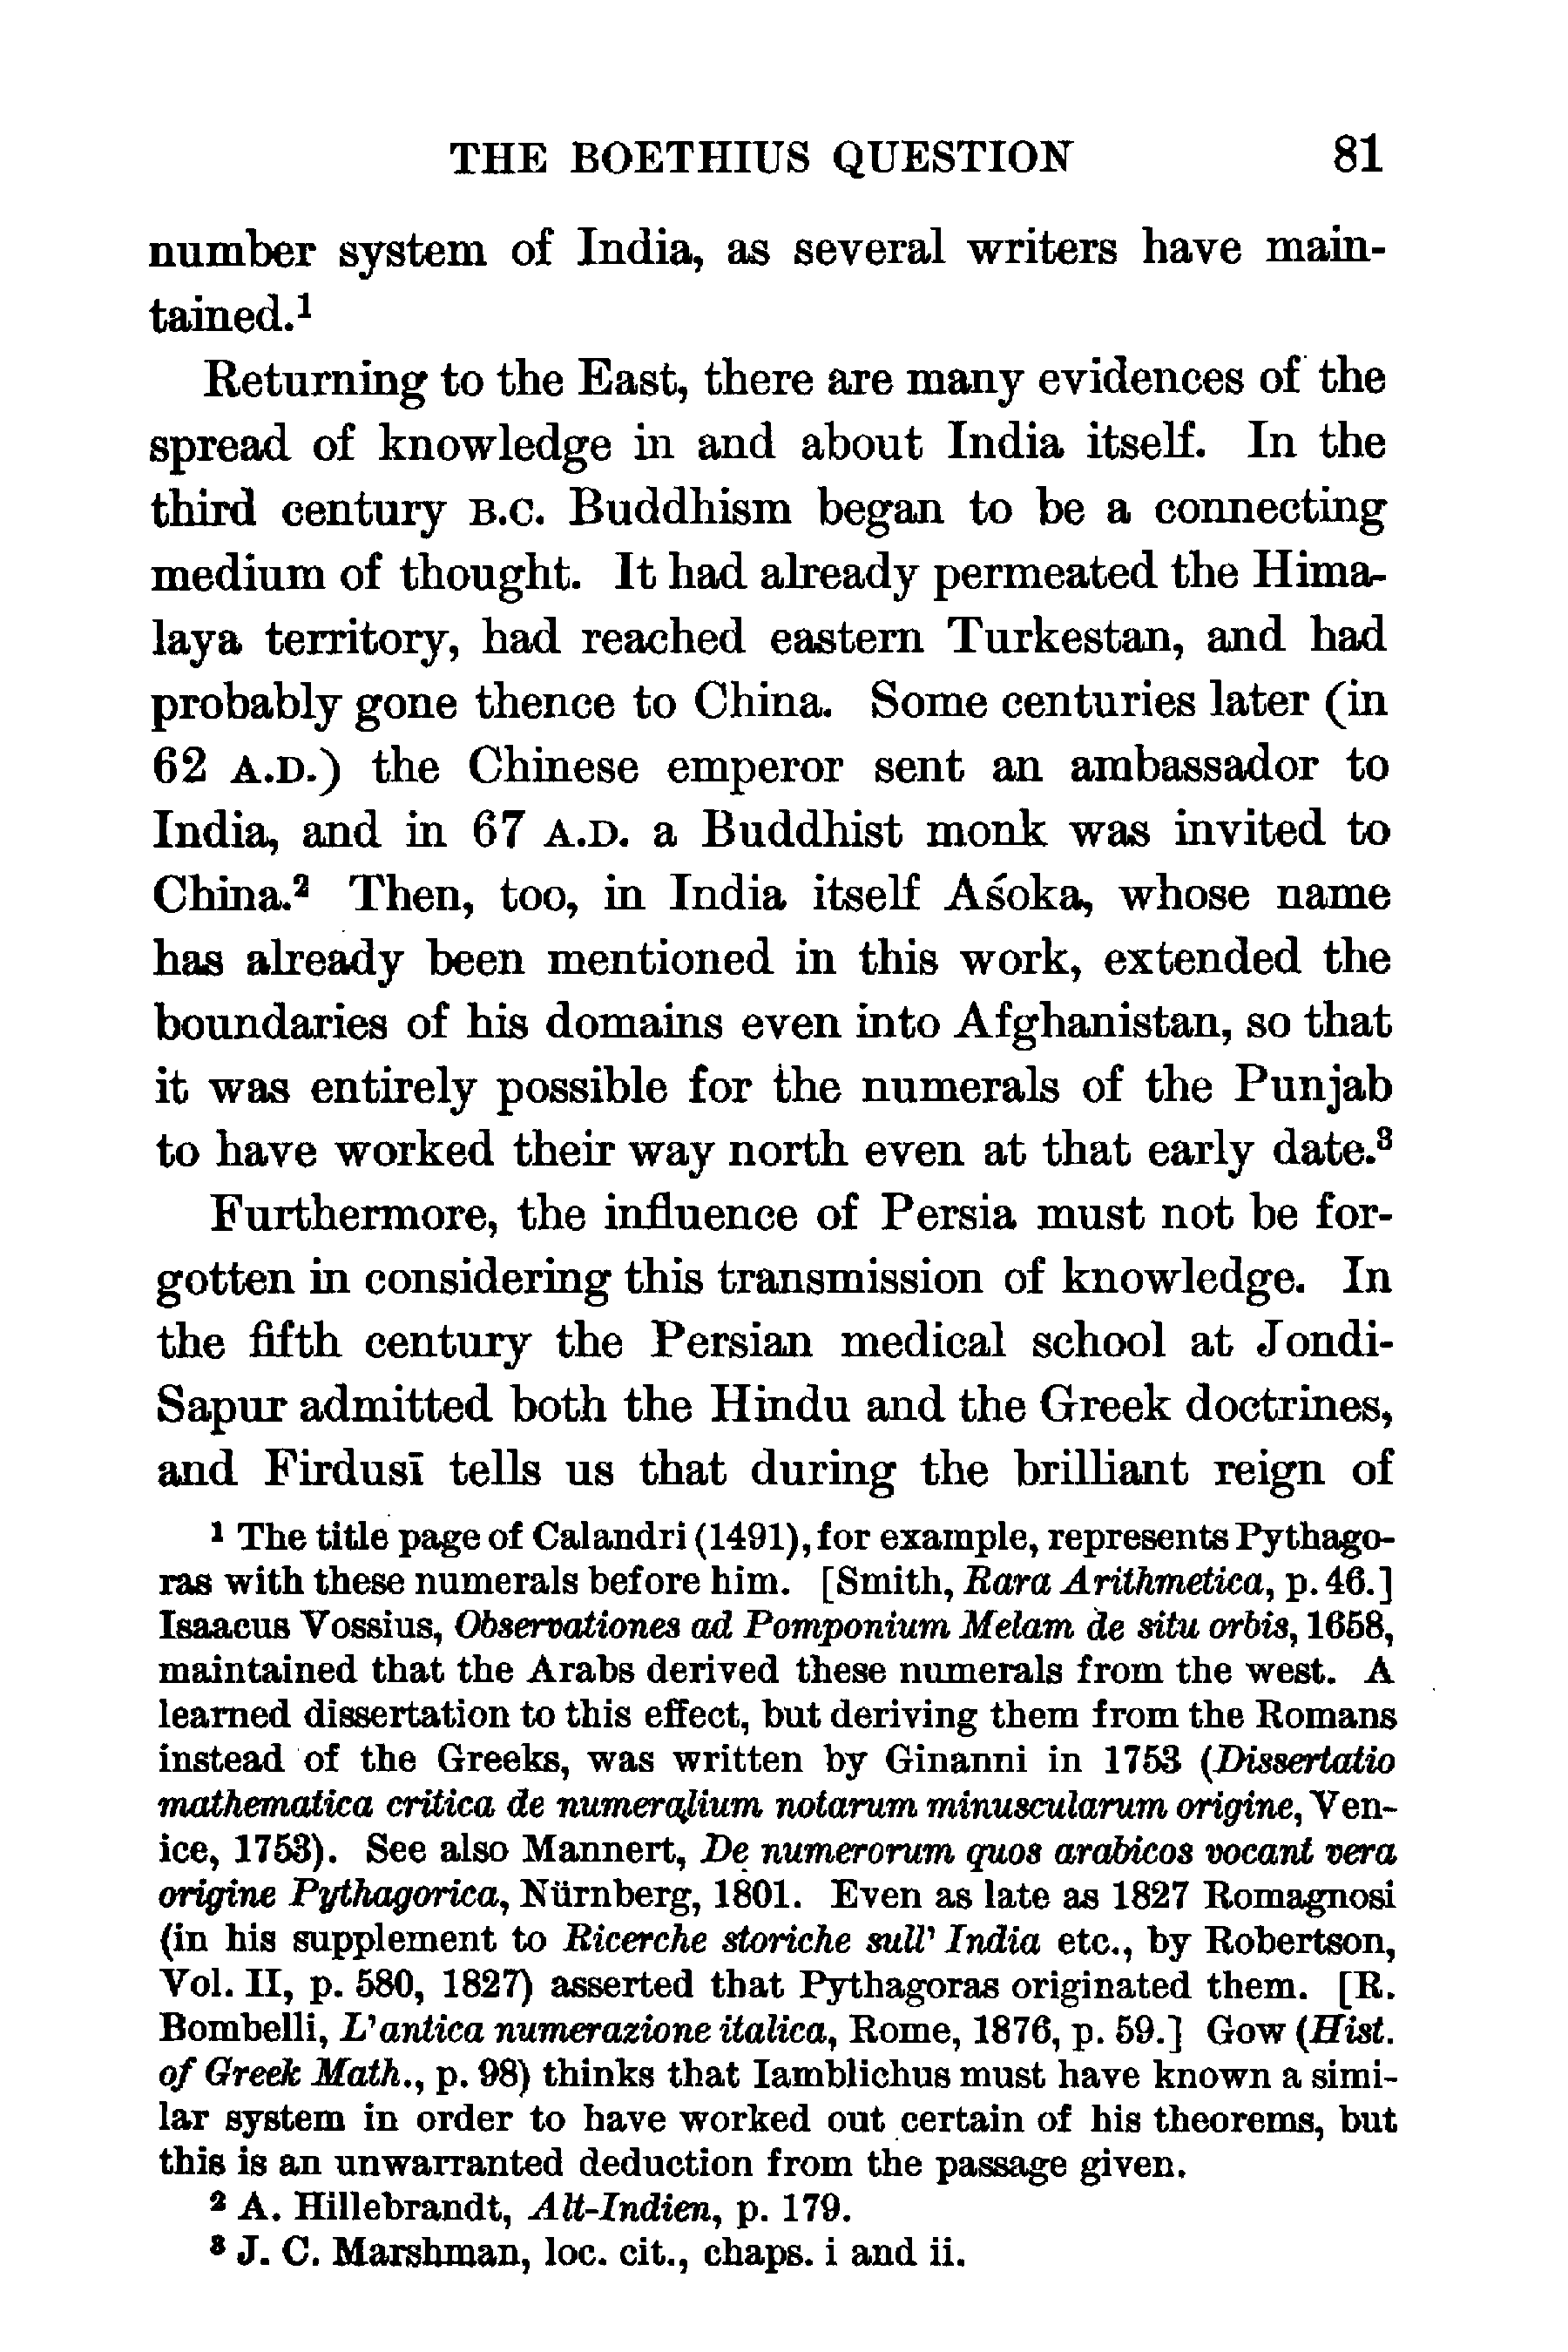 THE BOETHIUS QUESTION 81
number system of India, as several writers have main-
tained.¹
Returning to the East, there are many evidences of the
spread of knowledge in and about India itself. In the
third century B.C. Buddhism began to be a connecting
medium of thought. It had already permeated the Hima-
laya territory, had reached eastern Turkestan, and had
probably gone thence to China. Some centuries later (in
62 A.D.) the Chinese emperor sent an ambassador to
India, and in 67 A.D. a Buddhist monk was invited to
China.² Then, too, in India itself Aśoka, whose name
has already been mentioned in this work, extended the
boundaries of his domains even into Afghanistan, so that
it was entirely possible for the numerals of the Punjab
to have worked their way north even at that early date.³
Furthermore, the influence of Persia must not be for-
gotten in considering this transmission of knowledge. In
the fifth century the Persian medical school at Jondi-
Sapur admitted both the Hindu and the Greek doctrines,
and Firdusī tells us that during the brilliant reign of
¹ The title page of Calandri (1491), for example, represents Pythago-
ras with these numerals before him. [Smith, Rara Arithmetica, p. 46.]
Isaacus Vossius, Observationes ad Pomponium Melam de situ orbis, 1658,
maintained that the Arabs derived these numerals from the west. A
learned dissertation to this effect, but deriving them from the Romans
instead of the Greeks, was written by Ginanni in 1753 (Dissertatio
mathematica critica de numeralium notarum minuscularum origine, Ven-
ice, 1753). See also Mannert, De numerorum quos arabicos vocant vera
origine Pythagorica, Nürnberg, 1801. Even as late as 1827 Romagnosi
(in his supplement to Ricerche storiche sull' India etc., by Robertson,
Vol. II, p. 580, 1827) asserted that Pythagoras originated them. [R.
Bombelli, L'antica numerazione italica, Rome, 1876, p. 59.] Gow (Hist.
of Greek Math., p. 98) thinks that Iamblichus must have known a simi-
lar system in order to have worked out certain of his theorems, but
this is an unwarranted deduction from the passage given.
² A. Hillebrandt, Alt-Indien, p. 179.
³ J. C. Marshman, loc. cit., chaps. i and ii.